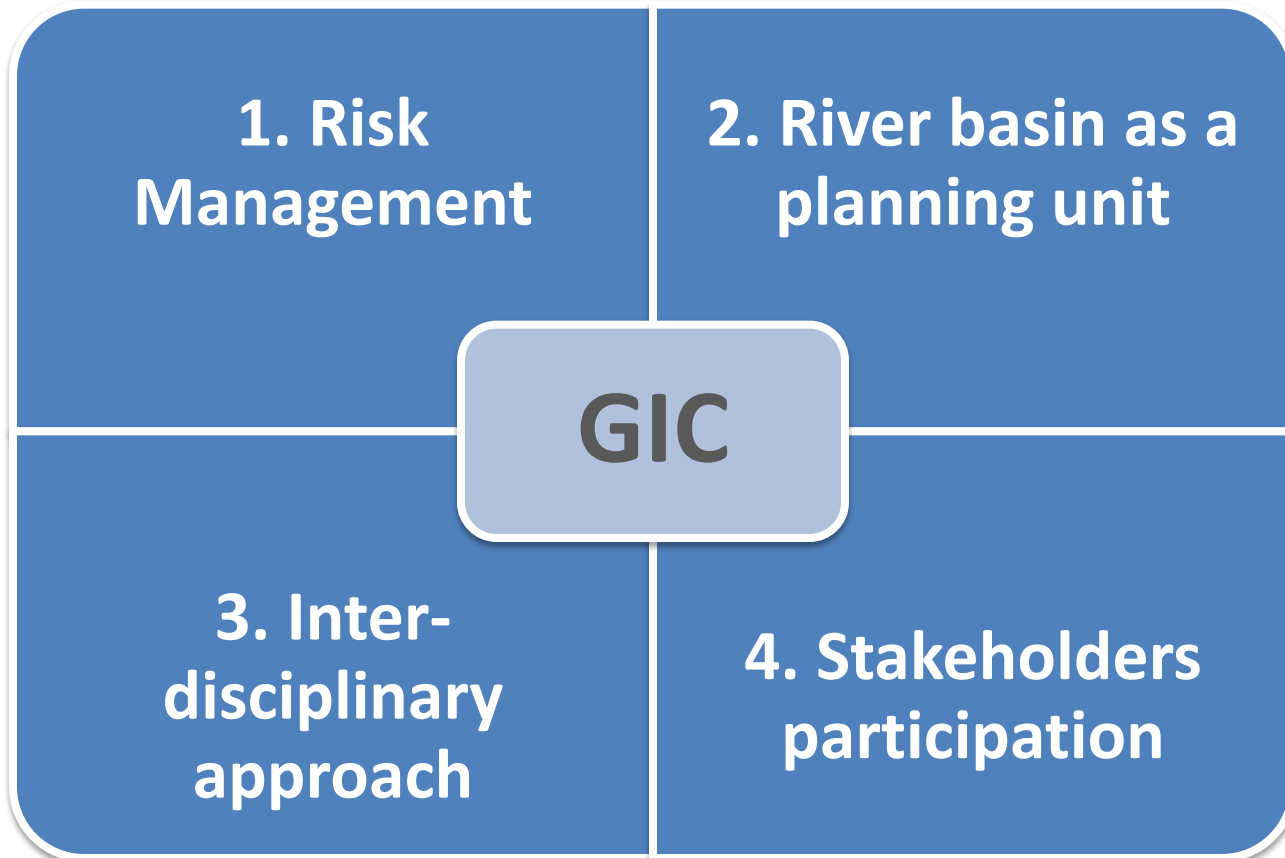 1. Risk
Management
2. River basin as a
planning unit
GIC
3. Inter-
disciplinary
approach
4. Stakeholders
participation